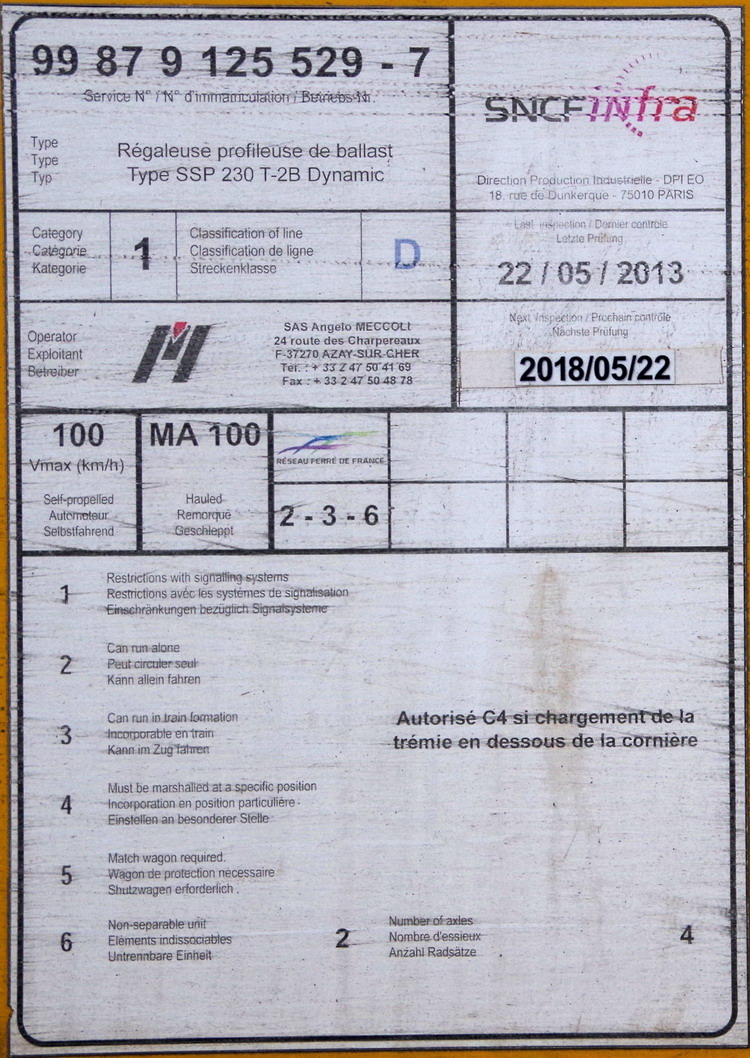 99 87 9 125 529 - 7
Service N° / N° d'immatriculation / Betriebs-Nr.
Type
Type
Typ
Régaleuse profileuse de ballast
Type SSP 230 T-2B Dynamic
SNCF infra
Direction Production Industrielle - DPI EO
18, rue de Dunkerque - 75010 PARIS
Category
Catégorie
Kategorie
1
Classification of line
Classification de ligne
Streckenklasse
D
Last inspection / Dernier contrôle
Letzte Prüfung
22 / 05 / 2013
Operator
Exploitant
Betreiber
SAS Angelo MECCOLI
24 route des Charpereaux
F-37270 AZAY-SUR-CHER
Tél. : + 33 2 47 50 41 69
Fax : + 33 2 47 50 48 78
Next inspection / Prochain contrôle
Nächste Prüfung
2018/05/22
100
Vmax (km/h)
Self-propelled
Automoteur
Selbstfahrend
MA 100
Hauled
Remorqué
Geschleppt
RÉSEAU FERRÉ DE FRANCE
2 - 3 - 6
1
Restrictions with signalling systems
Restrictions avec les systèmes de signalisation
Einschränkungen bezüglich Signalsysteme
2
Can run alone
Peut circuler seul
Kann allein fahren
3
Can run in train formation
Incorporable en train
Kann im Zug fahren
Autorisé C4 si chargement de la
trémie en dessous de la cornière
4
Must be marshalled at a specific position
Incorporation en position particulière
Einstellen an besonderer Stelle
5
Match wagon required.
Wagon de protection nécessaire
Shutzwagen erforderlich
6
Non-separable unit
Eléments indissociables
Untrennbare Einheit
2
Number of axles
Nombre d'essieux
Anzahl Radsätze
4